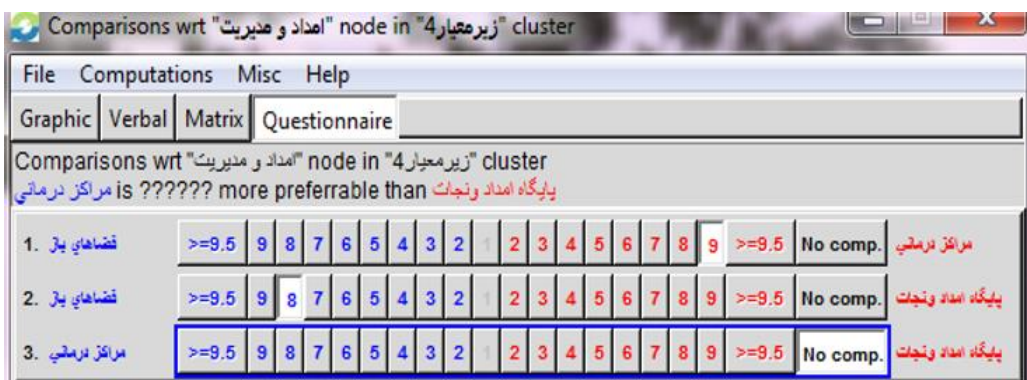 Comparisons wrt "امداد و مدیریت" node in "زیرمعیار4" cluster
File Computations Misc Help
Graphic Verbal Matrix Questionnaire
Comparisons wrt "امداد و مدیریت" node in "زیرمعیار4" cluster
مراکز درمانی is ?????? more preferrable than پایگاه امداد ونجات
1. فضاهای باز >=9.5 9 8 7 6 5 4 3 2 1 2 3 4 5 6 7 8 9 >=9.5 No comp. مراکز درمانی
2. فضاهای باز >=9.5 9 8 7 6 5 4 3 2 1 2 3 4 5 6 7 8 9 >=9.5 No comp. پایگاه امداد ونجات
3. مراکز درمانی >=9.5 9 8 7 6 5 4 3 2 1 2 3 4 5 6 7 8 9 >=9.5 No comp. پایگاه امداد ونجات